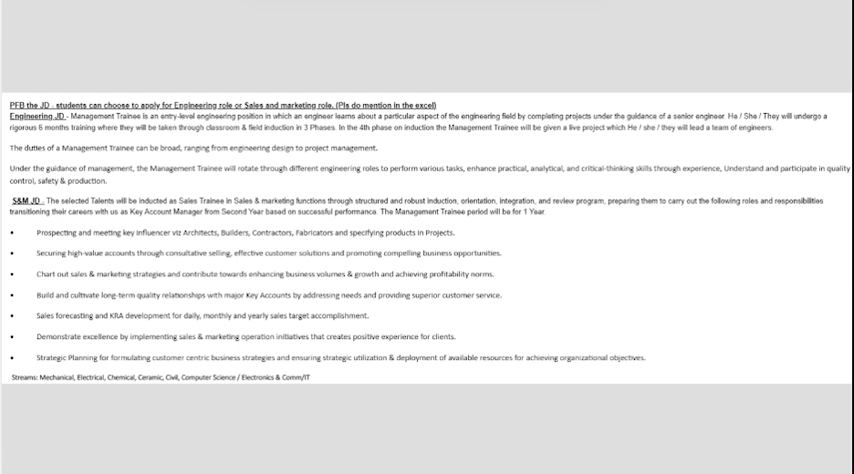 PFB the JD . students can choose to apply for Engineering role or Sales and marketing role. (Pls do mention in the excel)
Engineering JD - Management Trainee is an entry-level engineering position in which an engineer learns about a particular aspect of the engineering field by completing projects under the guidance of a senior engineer. He / She / They will undergo a
rigorous 6 months training where they will be taken through classroom & field induction in 3 Phases. In the 4th phase on induction the Management Trainee will be given a live project which He / she / they will lead a team of engineers.
The duties of a Management Trainee can be broad, ranging from engineering design to project management.
Under the guidance of management, the Management Trainee will rotate through different engineering roles to perform various tasks, enhance practical, analytical, and critical-thinking skills through experience, Understand and participate in quality
control, safety & production.
S&M JD . The selected Talents will be inducted as Sales Trainee in Sales & marketing functions through structured and robust induction, orientation, integration, and review program, preparing them to carry out the following roles and responsibilities
transitioning their careers with us as Key Account Manager from Second Year based on successful performance. The Management Trainee period will be for 1 Year.
• Prospecting and meeting key Influencer viz Architects, Builders, Contractors, Fabricators and specifying products in Projects.
• Securing high-value accounts through consultative selling, effective customer solutions and promoting compelling business opportunities.
• Chart out sales & marketing strategies and contribute towards enhancing business volumes & growth and achieving profitability norms.
• Build and cultivate long-term quality relationships with major Key Accounts by addressing needs and providing superior customer service.
• Sales forecasting and KRA development for daily, monthly and yearly sales target accomplishment.
• Demonstrate excellence by implementing sales & marketing operation initiatives that creates positive experience for clients.
• Strategic Planning for formulating customer centric business strategies and ensuring strategic utilization & deployment of available resources for achieving organizational objectives.
Streams: Mechanical, Electrical, Chemical, Ceramic, Civil, Computer Science / Electronics & Comm/IT